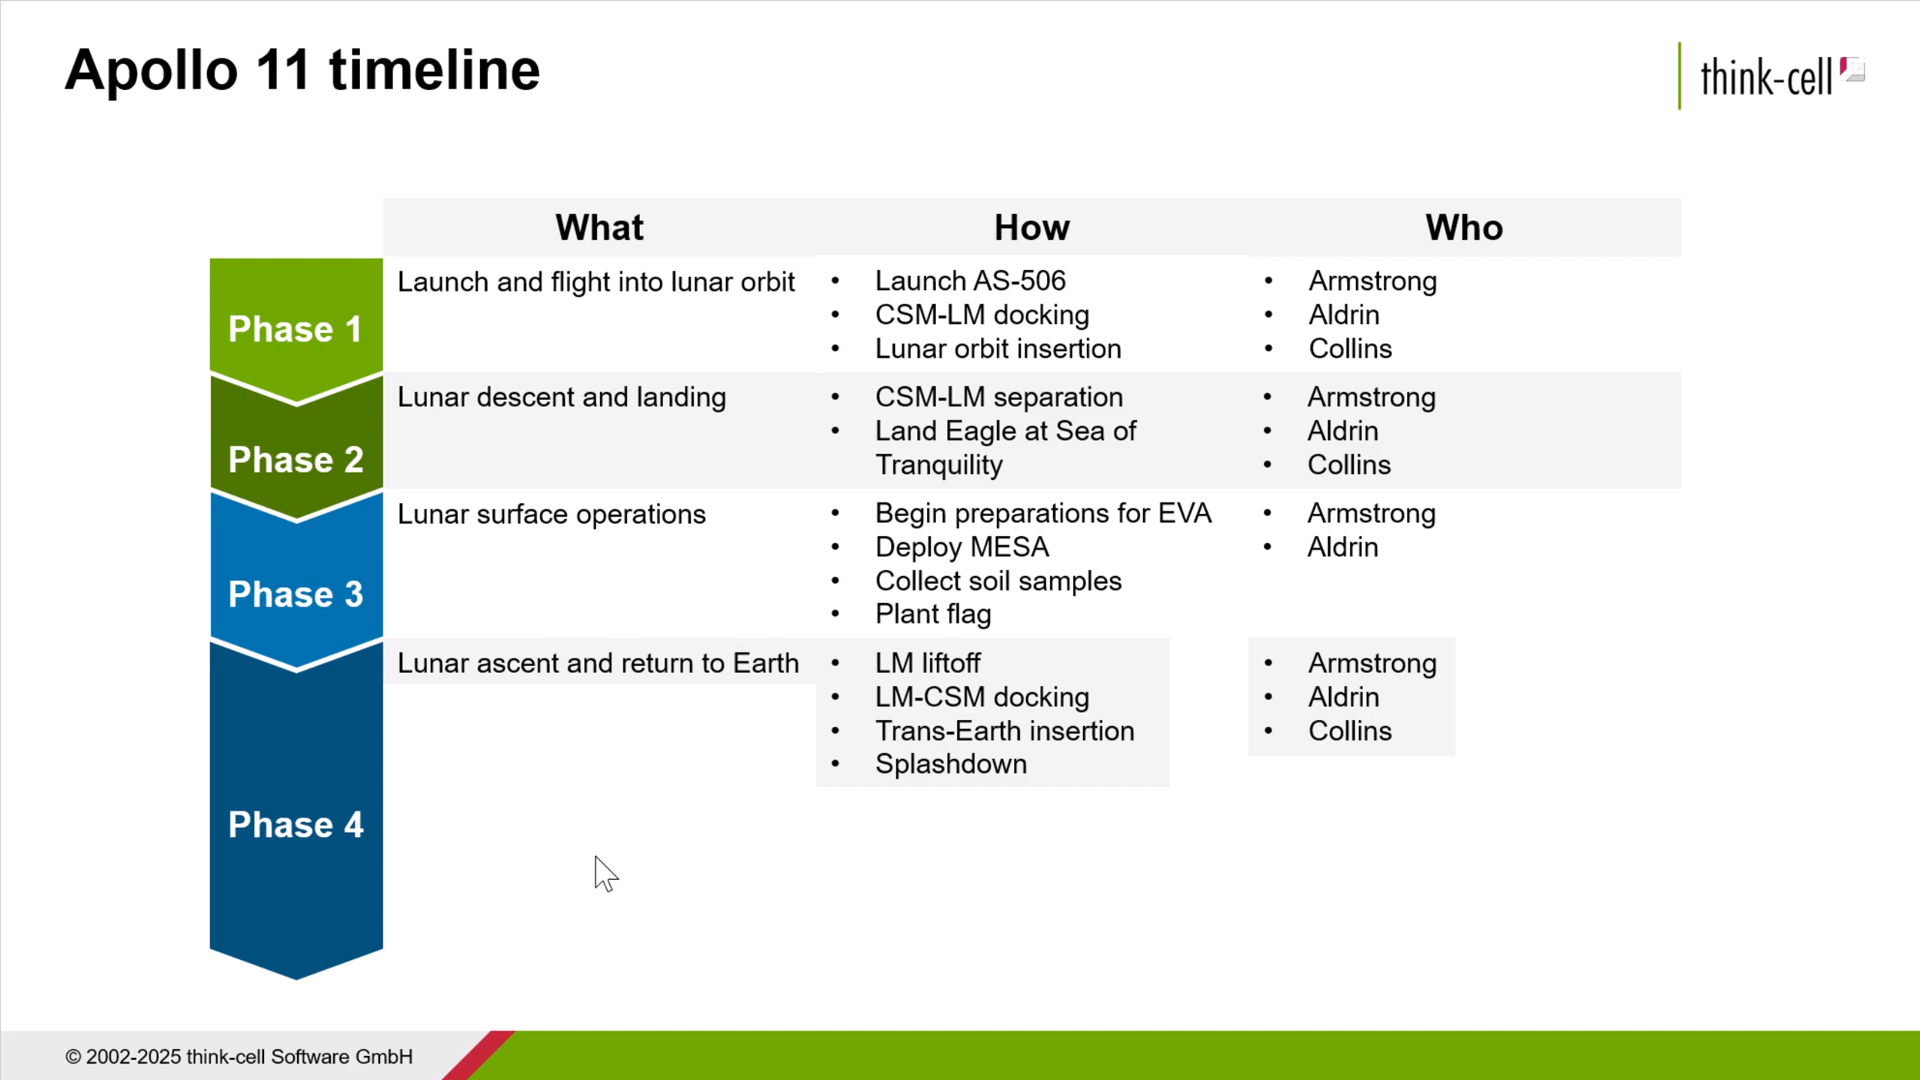 Apollo 11 timeline
think-cell
What
How
Who
Phase 1
Launch and flight into lunar orbit
• Launch AS-506
• CSM-LM docking
• Lunar orbit insertion
• Armstrong
• Aldrin
• Collins
Phase 2
Lunar descent and landing
• CSM-LM separation
• Land Eagle at Sea of
Tranquility
• Armstrong
• Aldrin
• Collins
Phase 3
Lunar surface operations
• Begin preparations for EVA
• Deploy MESA
• Collect soil samples
• Plant flag
• Armstrong
• Aldrin
Phase 4
Lunar ascent and return to Earth
• LM liftoff
• LM-CSM docking
• Trans-Earth insertion
• Splashdown
• Armstrong
• Aldrin
• Collins
© 2002-2025 think-cell Software GmbH